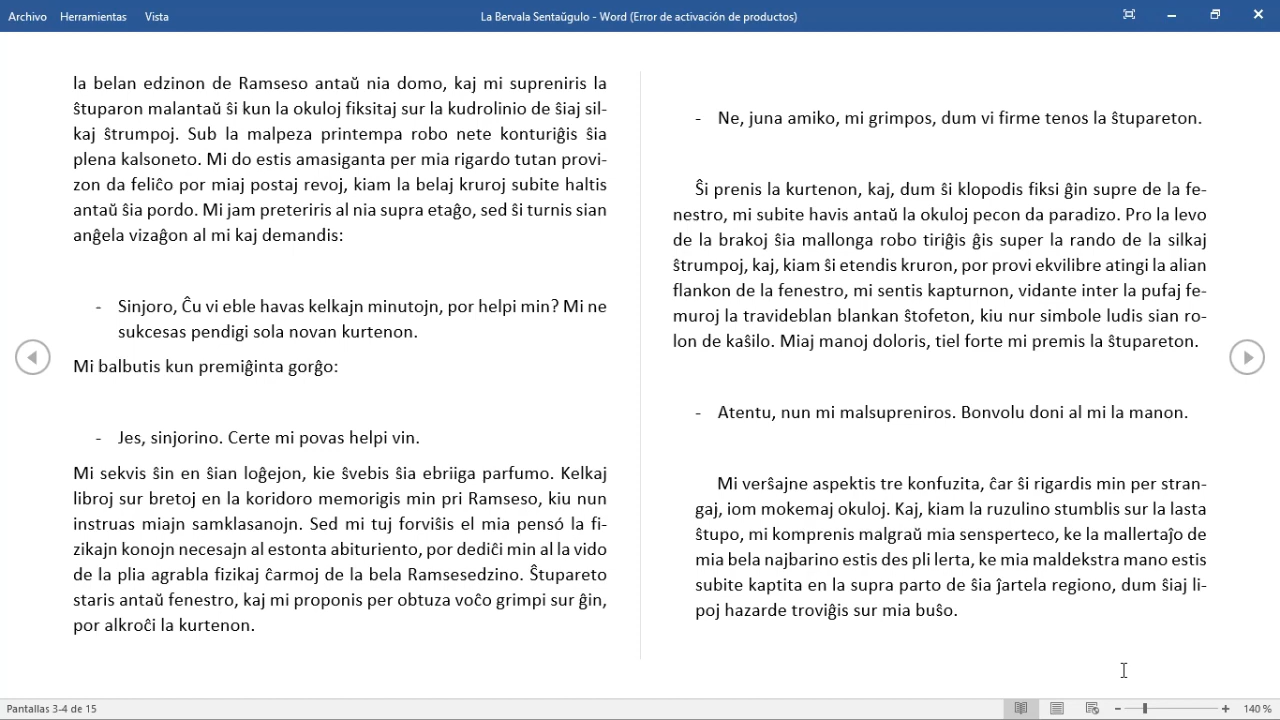 Archivo Herramientas Vista La Bervala Sentaŭgulo - Word (Error de activación de productos)
la belan edzinon de Ramseso antaŭ nia domo, kaj mi supreniris la
ŝtuparon malantaŭ ŝi kun la okuloj fiksitaj sur la kudrolinio de ŝiaj sil-
kaj ŝtrumpoj. Sub la malpeza printempa robo nete konturiĝis ŝia
plena kalsoneto. Mi do estis amasiganta per mia rigardo tutan provi-
zon da feliĉo por miaj postaj revoj, kiam la belaj kruroj subite haltis
antaŭ ŝia pordo. Mi jam preteriris al nia supra etaĝo, sed ŝi turnis sian
anĝela vizaĝon al mi kaj demandis:
- Sinjoro, Ĉu vi eble havas kelkajn minutojn, por helpi min? Mi ne
sukcesas pendigi sola novan kurtenon.
Mi balbutis kun premiĝinta gorĝo:
- Jes, sinjorino. Certe mi povas helpi vin.
Mi sekvis ŝin en ŝian loĝejon, kie ŝvebis ŝia ebriiga parfumo. Kelkaj
libroj sur bretoj en la koridoro memorigis min pri Ramseso, kiu nun
instruas miajn samklasanojn. Sed mi tuj forviŝis el mia pensó la fi-
zikajn konojn necesajn al estonta abituriento, por dediĉi min al la vido
de la plia agrabla fizikaj ĉarmoj de la bela Ramsesedzino. Ŝtupareto
staris antaŭ fenestro, kaj mi proponis per obtuza voĉo grimpi sur ĝin,
por alkroĉi la kurtenon.
- Ne, juna amiko, mi grimpos, dum vi firme tenos la ŝtupareton.
Ŝi prenis la kurtenon, kaj, dum ŝi klopodis fiksi ĝin supre de la fe-
nestro, mi subite havis antaŭ la okuloj pecon da paradizo. Pro la levo
de la brakoj ŝia mallonga robo tiriĝis ĝis super la rando de la silkaj
ŝtrumpoj, kaj, kiam ŝi etendis kruron, por provi ekvilibre atingi la alian
flankon de la fenestro, mi sentis kapturnon, vidante inter la pufaj fe-
muroj la travideblan blankan ŝtofeton, kiu nur simbole ludis sian ro-
lon de kaŝilo. Miaj manoj doloris, tiel forte mi premis la ŝtupareton.
- Atentu, nun mi malsupreniros. Bonvolu doni al mi la manon.
Mi verŝajne aspektis tre konfuzita, ĉar ŝi rigardis min per stran-
gaj, iom mokemaj okuloj. Kaj, kiam la ruzulino stumblis sur la lasta
ŝtupo, mi komprenis malgraŭ mia sensperteco, ke la mallertaĵo de
mia bela najbarino estis des pli lerta, ke mia maldekstra mano estis
subite kaptita en la supra parto de ŝia ĵartela regiono, dum ŝiaj li-
poj hazarde troviĝis sur mia buŝo.
Pantallas 3-4 de 15 140 %